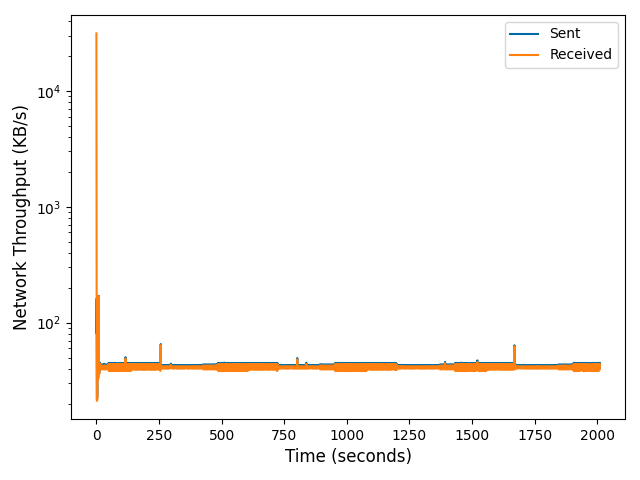 Sent
Received
Network Throughput (KB/s)
10^4
10^3
10^2
0 250 500 750 1000 1250 1500 1750 2000
Time (seconds)